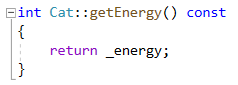 int Cat::getEnergy() const
{
    return _energy;
}